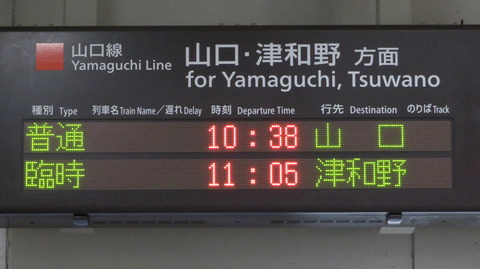 山口線 山口・津和野 方面
Yamaguchi Line for Yamaguchi, Tsuwano
種別 Type 列車名 Train Name／遅れ Delay 時刻 Departure Time 行先 Destination のりば Track
普通 10:38 山口
臨時 11:05 津和野